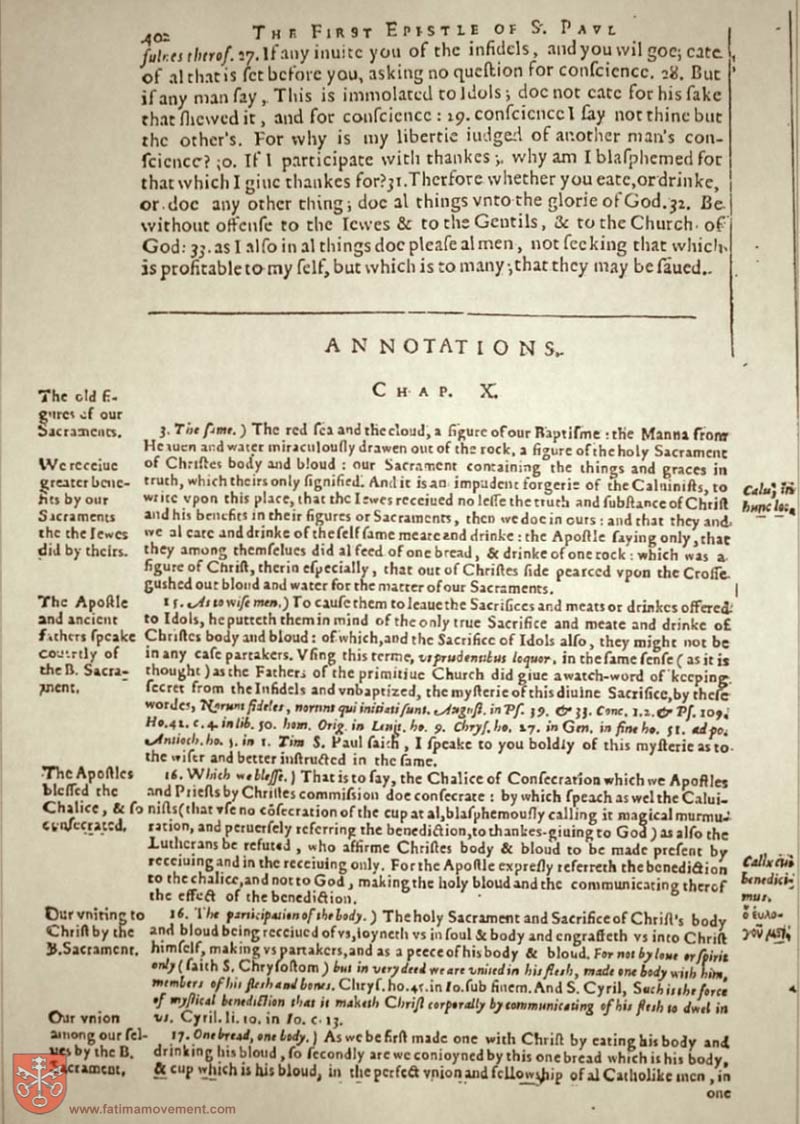 402
THE FIRST EPISTLE OF S. PAVL
fulnes therof. 27. If any inuite you of the infidels, and you wil goe; eate
of al that is ſet before you, asking no queſtion for conſcience. 28. But
if any man ſay, This is immolated to Idols; doe not eate for his ſake
that ſhewed it, and for conſcience: 29. conſcience I ſay not thine but
the other's. For why is my libertie iudged of another man's con-
ſcience? 30. If I participate with thankes; why am I blaſphemed for
that which I giue thankes for? 31. Therfore whether you eate, or drinke,
or doe any other thing; doe al things vnto the glorie of God. 32. Be
without offenſe to the Iewes & to the Gentils, & to the Church of
God: 33. as I alſo in al things doe pleaſe al men, not ſeeking that which
is profitable to my ſelf, but which is to many; that they may be ſaued.
ANNOTATIONS.
CHAP. X.
The old fi-
gures of our
Sacraments.
3. The ſame.) The red ſea and the cloud, a figure of our Baptiſme: the Manna from
Heauen and water miraculouſly drawen out of the rock, a figure of the holy Sacrament
of Chriſtes body and bloud: our Sacrament containing the things and graces in
truth, which theirs only ſignified. And it is an impudent forgerie of the Caluiniſts, to
write vpon this place, that the Iewes receiued no leſſe the truth and ſubſtance of Chriſt
and his benefits in their figures or Sacraments, then we doe in ours: and that they and
we al eate and drinke of the ſelf ſame meate and drinke: the Apoſtle ſaying only, that
they among themſelues did al feed of one bread, & drinke of one rock: which was a
figure of Chriſt, therin eſpecially, that out of Chriſtes ſide pearced vpon the Croſſe
guſhed out bloud and water for the matter of our Sacraments.
We receiue
greater bene-
fits by our
Sacraments
the the Iewes
did by theirs.
Calu. in
hunc loc.
The Apoſtle
and ancient
fathers ſpeake
couertly of
the B. Sacra-
ment.
15. As to wiſe men.) To cauſe them to leaue the Sacrifices and meats or drinkes offered
to Idols, he putteth them in mind of the only true Sacrifice and meate and drinke of
Chriſtes body and bloud: of which, and the Sacrifice of Idols alſo, they might not be
in any caſe partakers. Vſing this terme, vt prudentibus loquor, in the ſame ſenſe (as it is
thought) as the Fathers of the primitiue Church did giue a watch-word of keeping
ſecret from the Infidels and vnbaptized, the myſterie of this diuine Sacrifice, by theſe
wordes, Norunt fideles, norunt qui initiati ſunt. Auguſt. in Pſ. 39. & 33. Conc. 1. 2. & Pſ. 109.
Ho. 42. c. 4. in lib. 50. hom. Orig. in Leuit. ho. 9. Chryſ. ho. 27. in Gen. in fine ho. 51. ad po.
Antioch. ho. 5. in 1. Tim S. Paul ſaith, I ſpeake to you boldly of this myſterie as to
the wiſer and better inſtructed in the ſame.
The Apoſtles
bleſſed the
Chalice, & ſo
conſecrated.
16. Which we bleſſe.) That is to ſay, the Chalice of Conſecration which we Apoſtles
and Prieſts by Chriſtes commiſsion doe conſecrate: by which ſpeach as wel the Calui-
niſts (that vſe no cõſecration of the cup at al, blaſphemouſly calling it magical murmu-
ration, and peruerſely referring the benediction, to thankes-giuing to God) as alſo the
Lutherans be refuted, who affirme Chriſtes body & bloud to be made preſent by
receiuing and in the receiuing only. For the Apoſtle expreſly referreth the benediction
to the chalice, and not to God, making the holy bloud and the communicating therof
the effect of the benediction.
Calix cui
benedici-
mus,
ὃ εὐλο-
γοῦμεν
Our vniting to
Chriſt by the
B. Sacrament.
16. The participation of the body.) The holy Sacrament and Sacrifice of Chriſt's body
and bloud being receiued of vs, ioyneth vs in ſoul & body and engraffeth vs into Chriſt
himſelf, making vs partakers, and as a peece of his body & bloud. For not by loue or ſpirit
only (ſaith S. Chryſoſtom) but in very deed we are vnited in his fleſh, made one body with him,
members of his fleſh and bones. Chryſ. ho. 45. in Io. ſub finem. And S. Cyril, Such is the force
of myſtical benediction that it maketh Chriſt corporally by communicating of his fleſh to dwel in
vs. Cyril. li. 10. in Io. c. 13.
Our vnion
among our ſel-
ues by the B.
Sacrament,
17. One bread, one body.) As we be firſt made one with Chriſt by eating his body and
drinking his bloud, ſo ſecondly are we conioyned by this one bread which is his body,
& cup which is his bloud, in the perfect vnion and fellowſhip of al Catholike men, in
one
www.fatimamovement.com